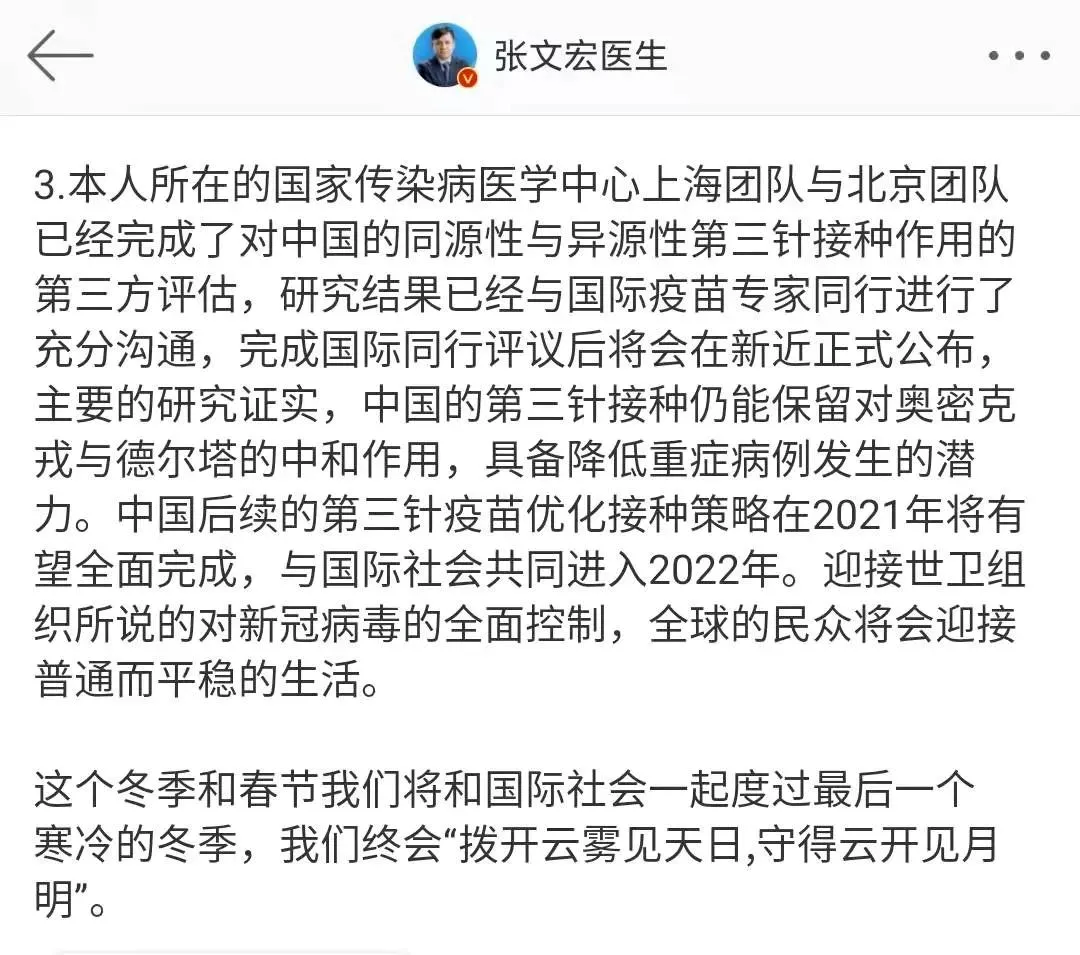 张文宏医生
3.本人所在的国家传染病医学中心上海团队与北京团队
已经完成了对中国的同源性与异源性第三针接种作用的
第三方评估，研究结果已经与国际疫苗专家同行进行了
充分沟通，完成国际同行评议后将会在新近正式公布，
主要的研究证实，中国的第三针接种仍能保留对奥密克
戎与德尔塔的中和作用，具备降低重症病例发生的潜
力。中国后续的第三针疫苗优化接种策略在2021年将有
望全面完成，与国际社会共同进入2022年。迎接世卫组
织所说的对新冠病毒的全面控制，全球的民众将会迎接
普通而平稳的生活。
这个冬季和春节我们将和国际社会一起度过最后一个
寒冷的冬季，我们终会“拨开云雾见天日,守得云开见月
明”。